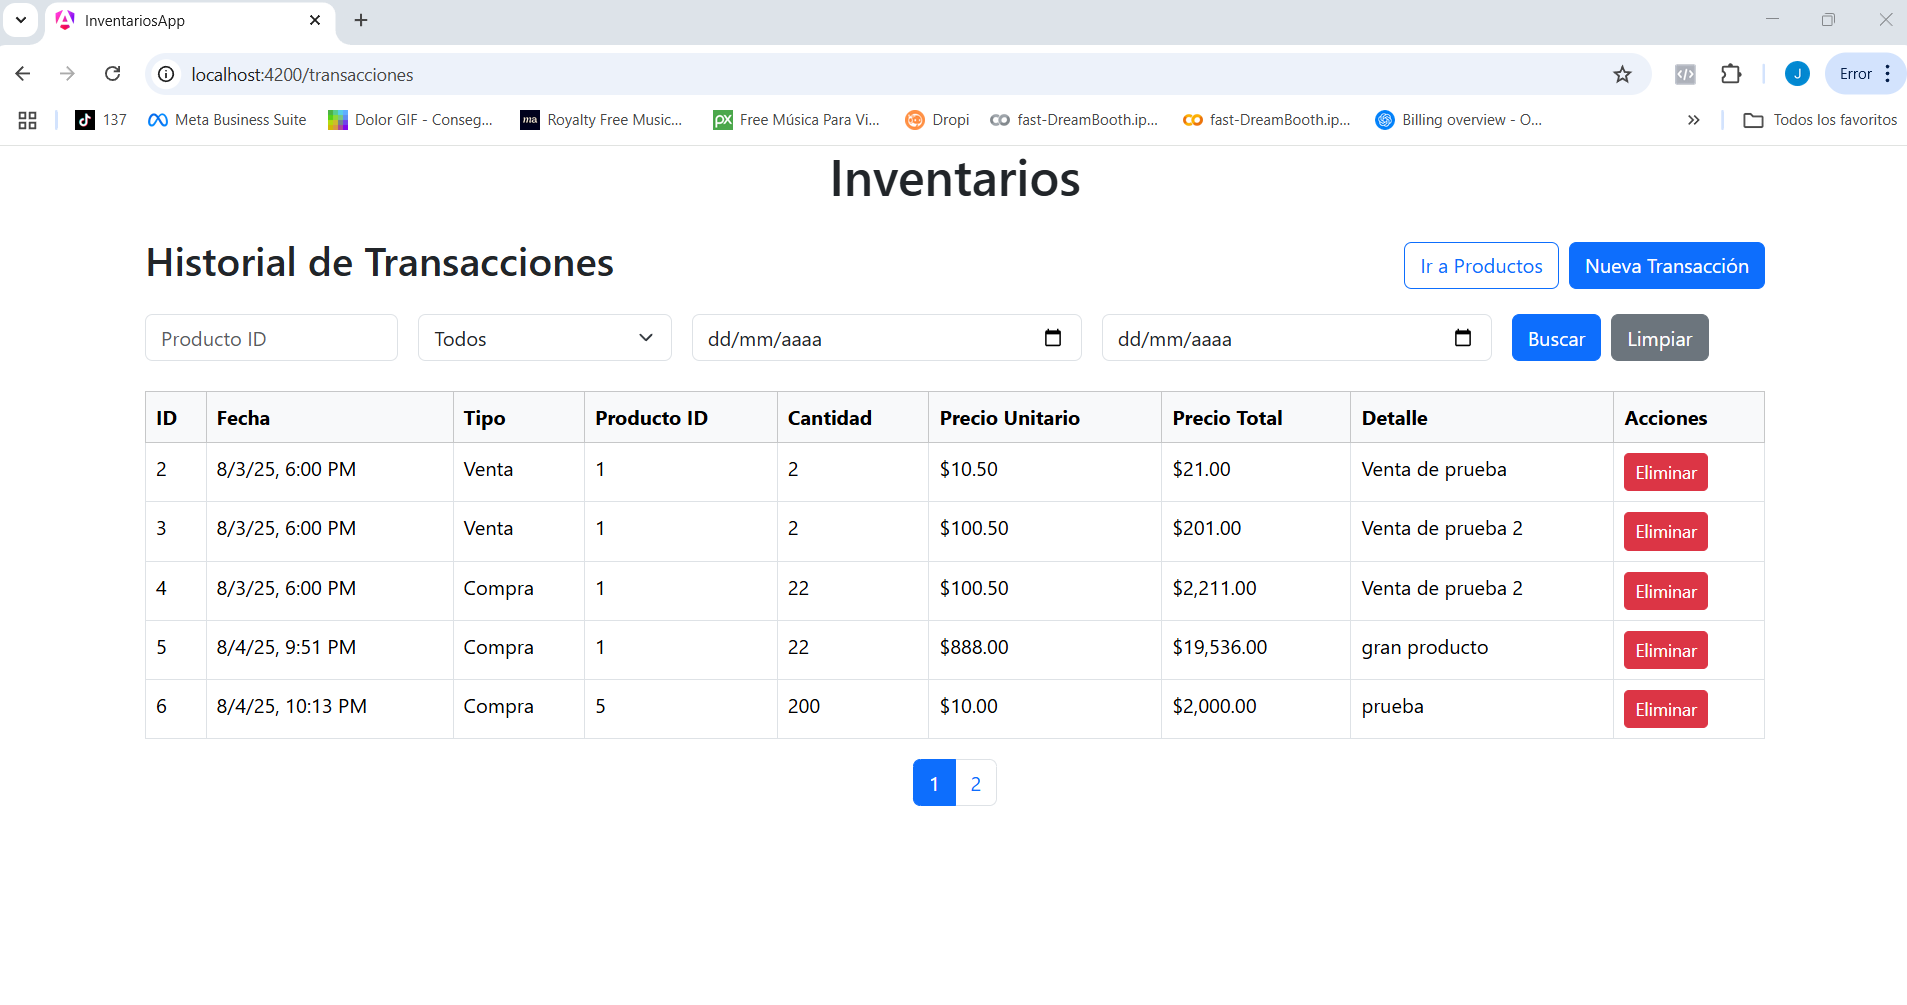 InventariosApp
localhost:4200/transacciones
J
Error
137
Meta Business Suite
Dolor GIF - Conseg...
ma
Royalty Free Music...
px
Free Música Para Vi...
Dropi
fast-DreamBooth.ip...
fast-DreamBooth.ip...
Billing overview - O...
Todos los favoritos
Inventarios
Historial de Transacciones
Ir a Productos
Nueva Transacción
Producto ID
Todos
dd/mm/aaaa
dd/mm/aaaa
Buscar
Limpiar
ID Fecha Tipo Producto ID Cantidad Precio Unitario Precio Total Detalle Acciones
2 8/3/25, 6:00 PM Venta 1 2 $10.50 $21.00 Venta de prueba Eliminar
3 8/3/25, 6:00 PM Venta 1 2 $100.50 $201.00 Venta de prueba 2 Eliminar
4 8/3/25, 6:00 PM Compra 1 22 $100.50 $2,211.00 Venta de prueba 2 Eliminar
5 8/4/25, 9:51 PM Compra 1 22 $888.00 $19,536.00 gran producto Eliminar
6 8/4/25, 10:13 PM Compra 5 200 $10.00 $2,000.00 prueba Eliminar
1 2